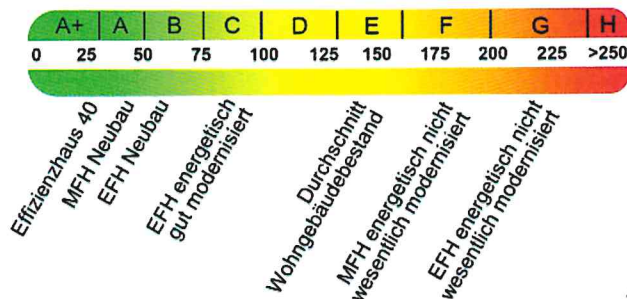 A+ A B C D E F G H
0 25 50 75 100 125 150 175 200 225 >250
Effizienzhaus 40
MFH Neubau
EFH Neubau
EFH energetisch
gut modernisiert
Durchschnitt
Wohngebäudebestand
MFH energetisch nicht
wesentlich modernisiert
EFH energetisch nicht
wesentlich modernisiert